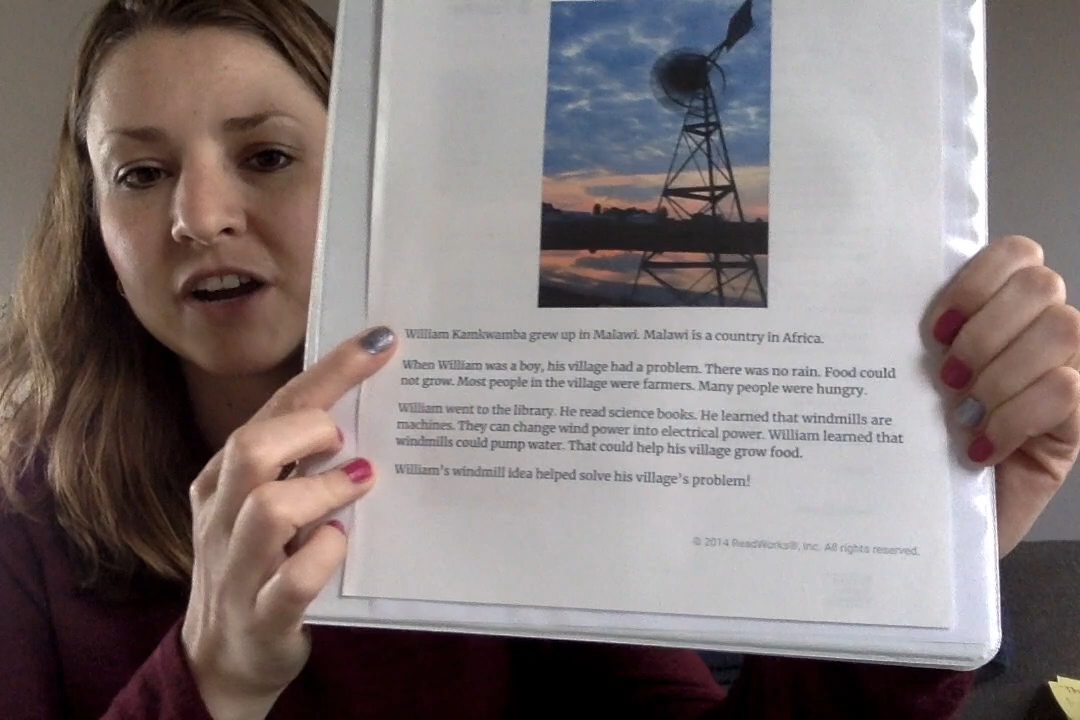 William Kamkwamba grew up in Malawi. Malawi is a country in Africa.
When William was a boy, his village had a problem. There was no rain. Food could
not grow. Most people in the village were farmers. Many people were hungry.
William went to the library. He read science books. He learned that windmills are
machines. They can change wind power into electrical power. William learned that
windmills could pump water. That could help his village grow food.
William's windmill idea helped solve his village's problem!
© 2014 ReadWorks®, Inc. All rights reserved.